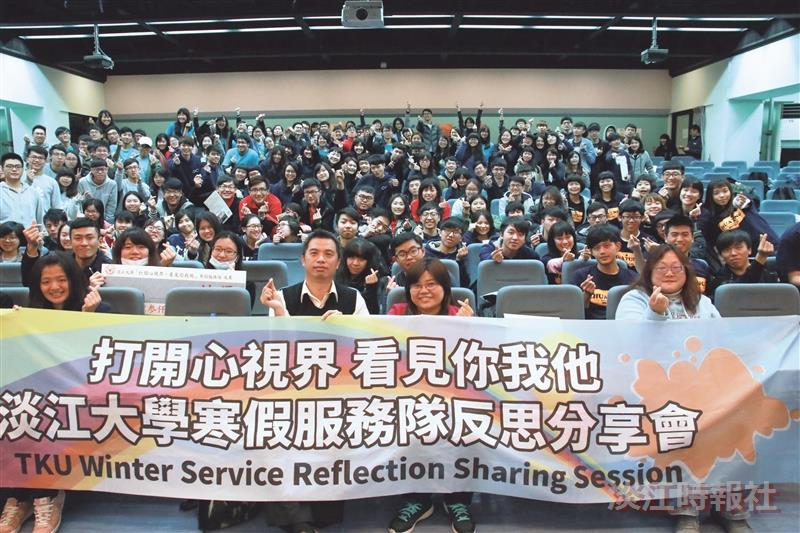 打開心視界 看見你我他
淡江大學寒假服務隊反思分享會
TKU Winter Service Reflection Sharing Session
淡江時報社